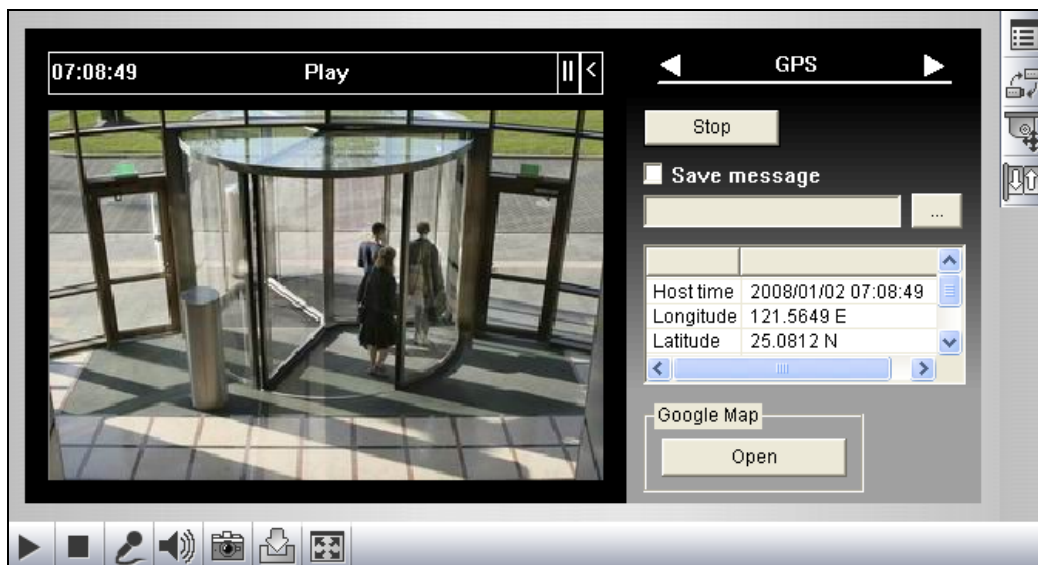 07:08:49 Play
GPS
Stop
Save message
...
Host time 2008/01/02 07:08:49
Longitude 121.5649 E
Latitude 25.0812 N
Google Map
Open